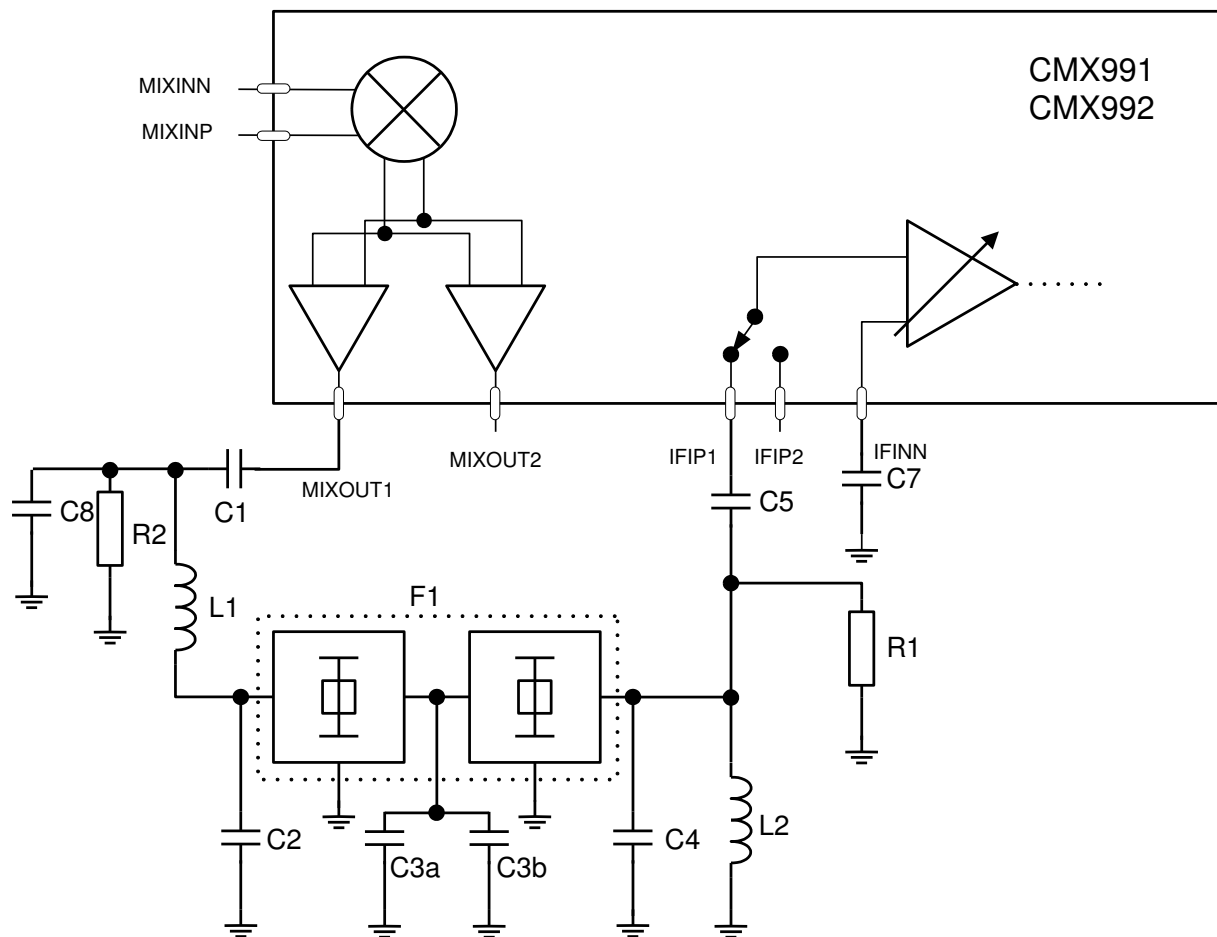 CMX991
CMX992
MIXINN
MIXINP
MIXOUT1
MIXOUT2
IFIP1
IFIP2
IFINN
C7
C5
C8
R2
C1
L1
F1
R1
C2
C3a
C3b
C4
L2